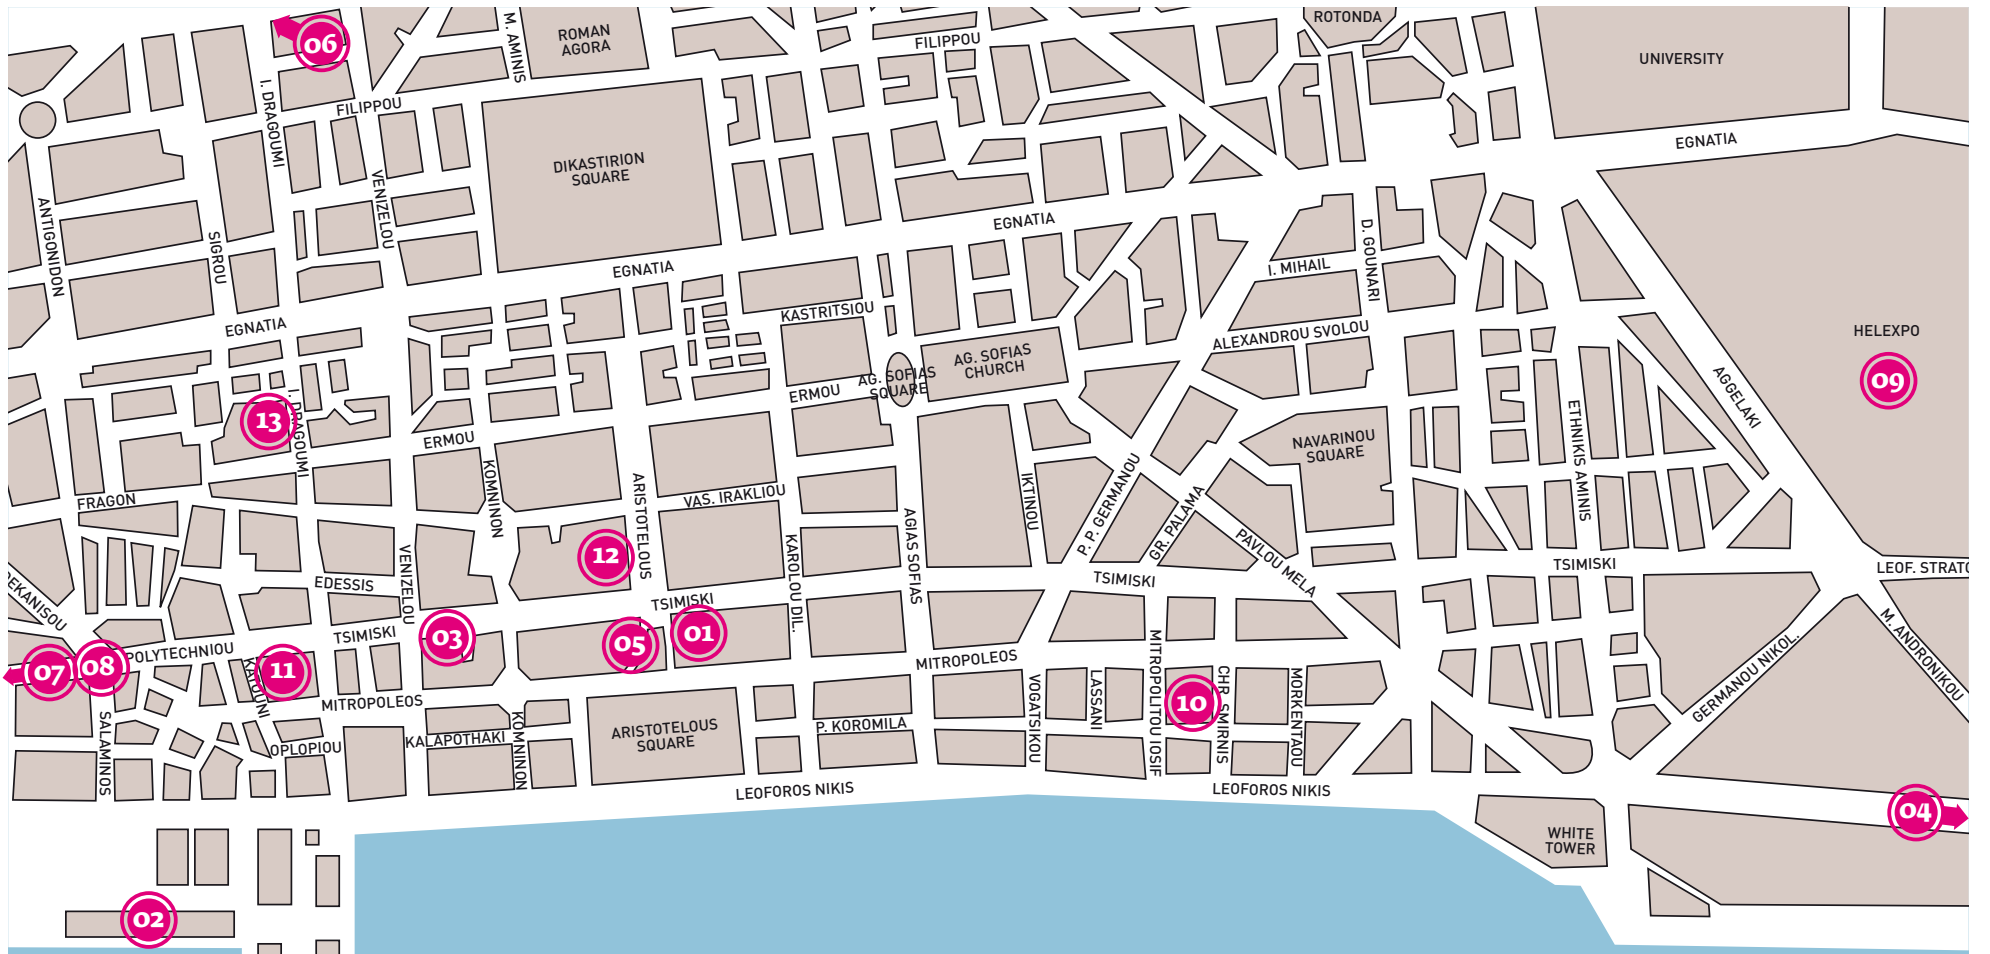 06
M. AMINIS
ROMAN
AGORA
FILIPPOU
ROTONDA
UNIVERSITY
I. DRAGOUMI
FILIPPOU
EGNATIA
DIKASTIRION
SQUARE
VENIZELOU
ANTIGONIDON
SIGROU
EGNATIA
D. GOUNARI
I. MIHAIL
EGNATIA
EGNATIA
KASTRITSIOU
ALEXANDROU SVOLOU
HELEXPO
09
AG. SOFIAS
CHURCH
AG. SOFIAS
SQUARE
ERMOU
AGGELAKI
13
I. DRAGOUMI
ERMOU
NAVARINOU
SQUARE
ETHNIKIS AMINIS
KOMNINON
ARISTOTELOUS
VAS. IRAKLIOU
IKTINOU
P. P. GERMANOU
GR. PALAMA
PAVLOU MELA
FRAGON
12
KAROLOU DIL.
AGIAS SOFIAS
VENIZELOU
EDESSIS
TSIMISKI
TSIMISKI
TSIMISKI
LEOF. STRATO
EKANISOU
TSIMISKI
03
05
01
M. ANDRONIKOU
GERMANOU NIKOL.
POLYTECHNIOU
07
08
11
KATOUNI
MITROPOLEOS
MITROPOLEOS
VOGATSIKOU
LASSANI
MITROPOLITOU IOSIF
10
CHR. SMIRNIS
MORKENTAOU
SALAMINOS
OPLOPIOU
KALAPOTHAKI
KOMNINON
ARISTOTELOUS
SQUARE
P. KOROMILA
LEOFOROS NIKIS
LEOFOROS NIKIS
04
WHITE
TOWER
02